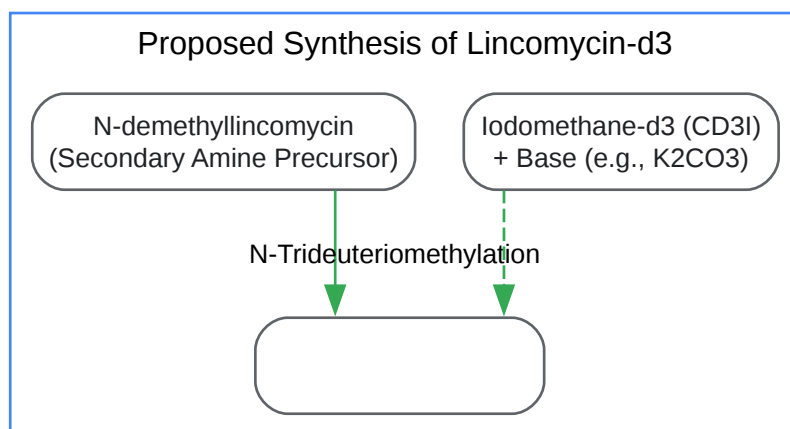 Proposed Synthesis of Lincomycin-d3
N-demethyllincomycin
(Secondary Amine Precursor)
Iodomethane-d3 (CD3I)
+ Base (e.g., K2CO3)
N-Trideuteriomethylation